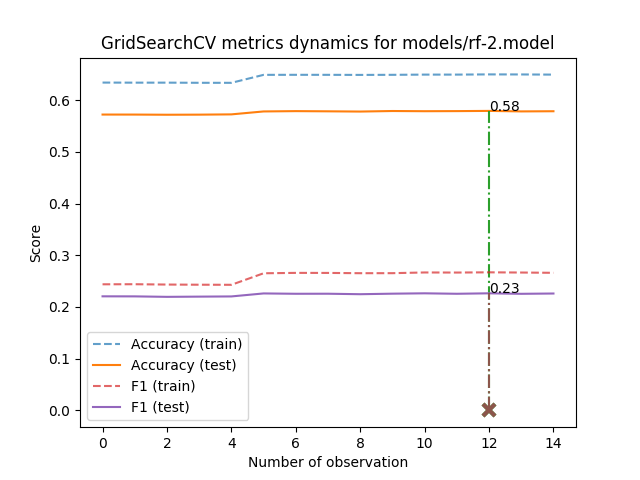 GridSearchCV metrics dynamics for models/rf-2.model
Score
0.6
0.5
0.4
0.3
0.2
0.1
0.0
0.58
0.23
Accuracy (train)
Accuracy (test)
F1 (train)
F1 (test)
0 2 4 6 8 10 12 14
Number of observation